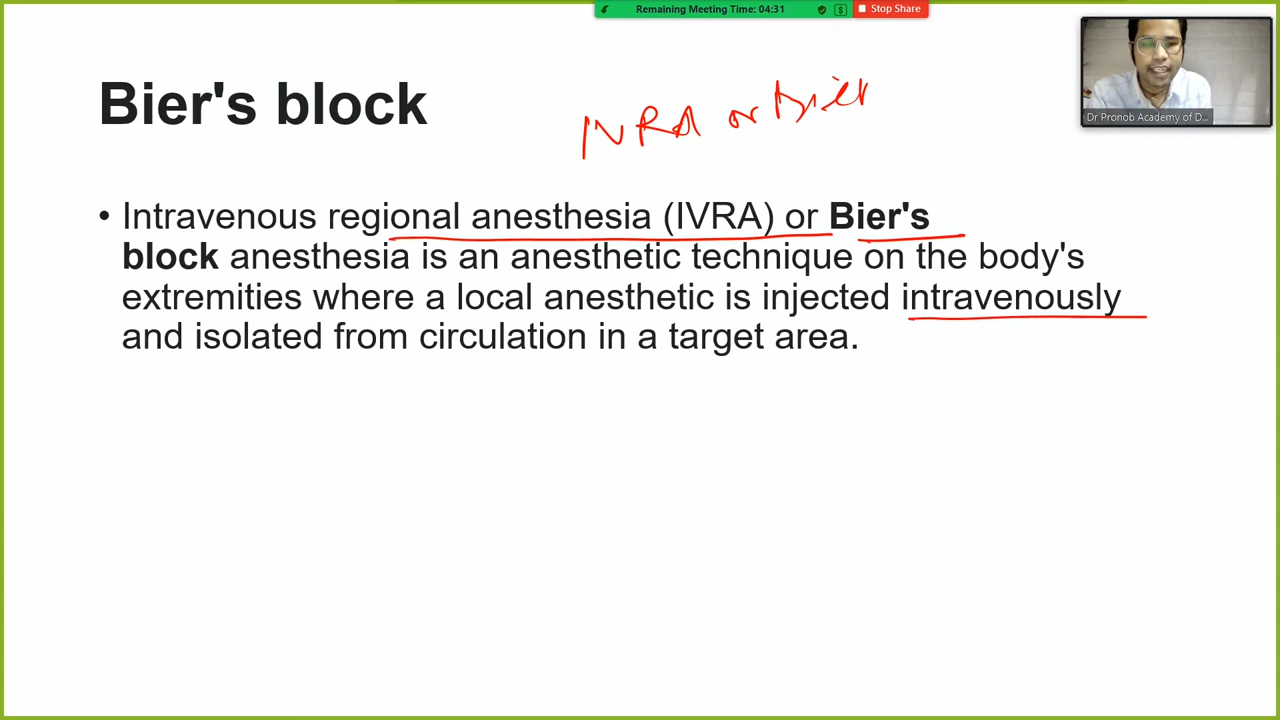 Remaining Meeting Time: 04:31
Stop Share
Dr Pronob Academy of D...
Bier's block
IVRA or Bier
• Intravenous regional anesthesia (IVRA) or Bier's
block anesthesia is an anesthetic technique on the body's
extremities where a local anesthetic is injected intravenously
and isolated from circulation in a target area.